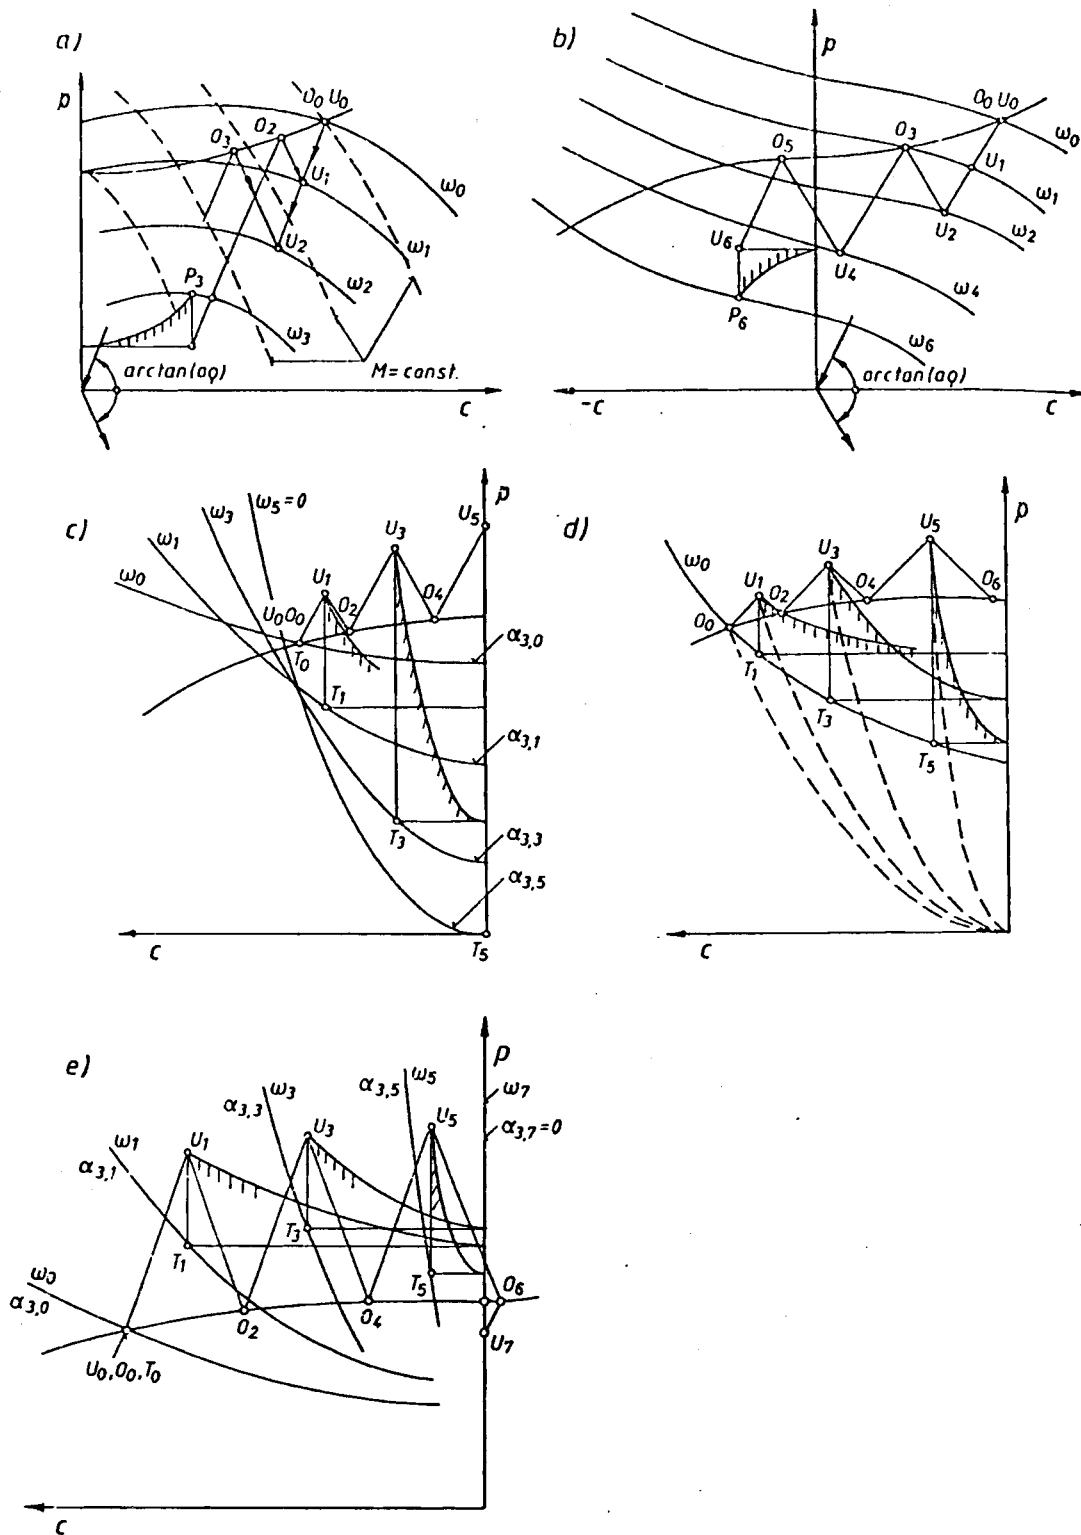 a)
p
O₀ U₀
O₂
O₃
U₁
ω₀
U₂
ω₁
P₃
ω₂
ω₃
arctan(aϱ)
M=const.
c
b)
p
O₀ U₀
O₃
O₅
ω₀
U₁
ω₁
U₂
ω₂
U₆
U₄
ω₄
P₆
ω₆
arctan(aϱ)
-c
c
c)
ω₅=0
p
ω₃
U₅
ω₁
U₃
ω₀
U₁
O₄
O₂
U₀O₀
T₀
α₃,₀
T₁
α₃,₁
T₃
α₃,₃
α₃,₅
c
T₅
d)
p
ω₀
U₅
U₃
U₁
O₂
O₄
O₆
O₀
T₁
T₃
T₅
c
e)
p
ω₃
α₃,₅
ω₅
ω₇
α₃,₃
U₅
α₃,₇=0
U₃
ω₁
U₁
α₃,₁
T₃
T₁
T₅
O₆
ω₀
α₃,₀
O₂
O₄
U₇
U₀,O₀,T₀
c